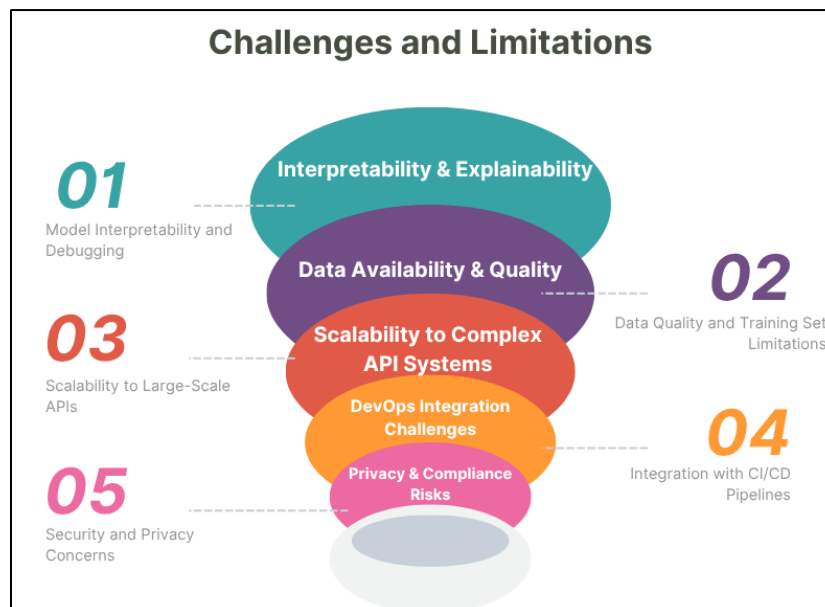 Challenges and Limitations
Interpretability & Explainability
01
Model Interpretability and
Debugging
Data Availability & Quality
02
Data Quality and Training Set
Limitations
Scalability to Complex
API Systems
03
Scalability to Large-Scale
APIs
DevOps Integration
Challenges
04
Integration with CI/CD
Pipelines
Privacy & Compliance
Risks
05
Security and Privacy
Concerns